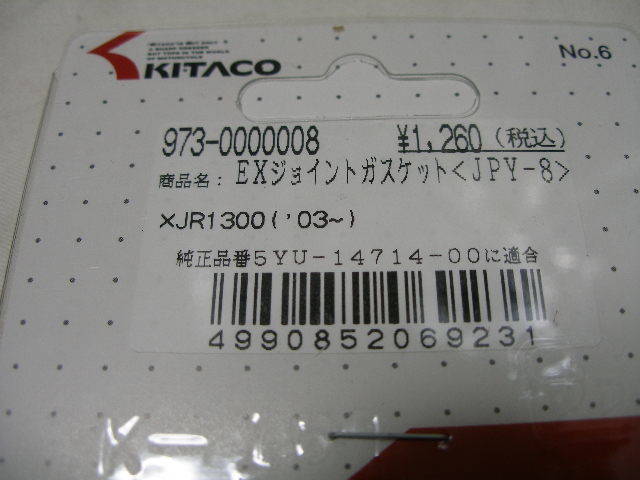 KITACO
No.6
973-0000008 ¥1,260(税込)
商品名: EXジョイントガスケット<JPY-8>
XJR1300('03~)
純正品番5YU-14714-00に適合
4990852069231
K